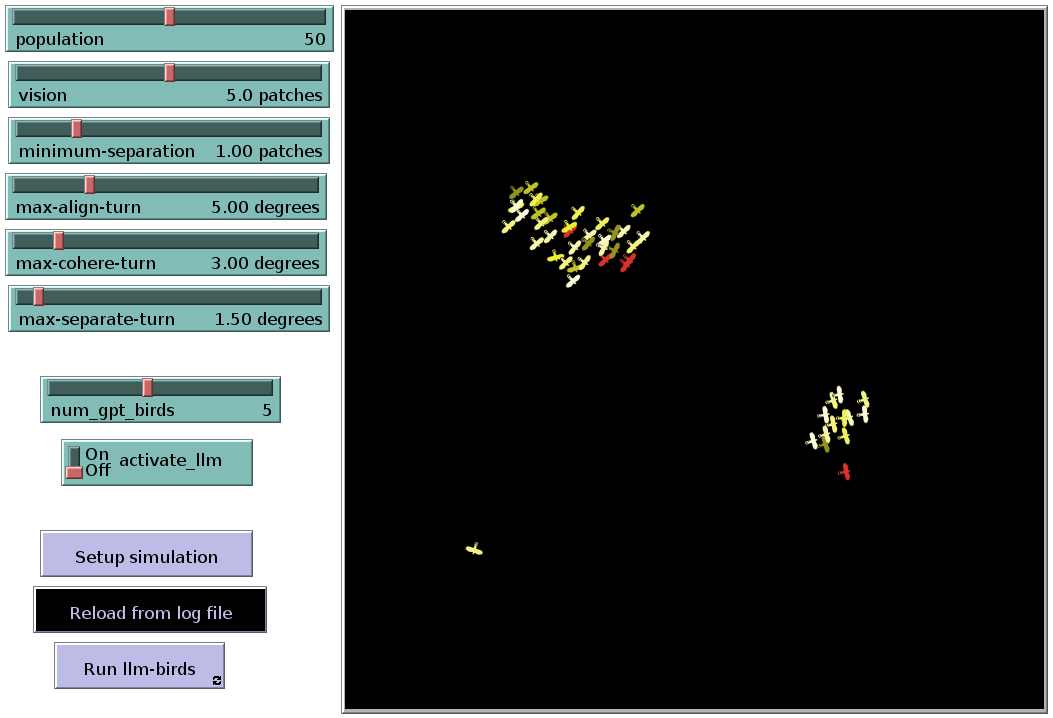 population 50
vision 5.0 patches
minimum-separation 1.00 patches
max-align-turn 5.00 degrees
max-cohere-turn 3.00 degrees
max-separate-turn 1.50 degrees
num_gpt_birds 5
On
Off activate_llm
Setup simulation
Reload from log file
Run llm-birds